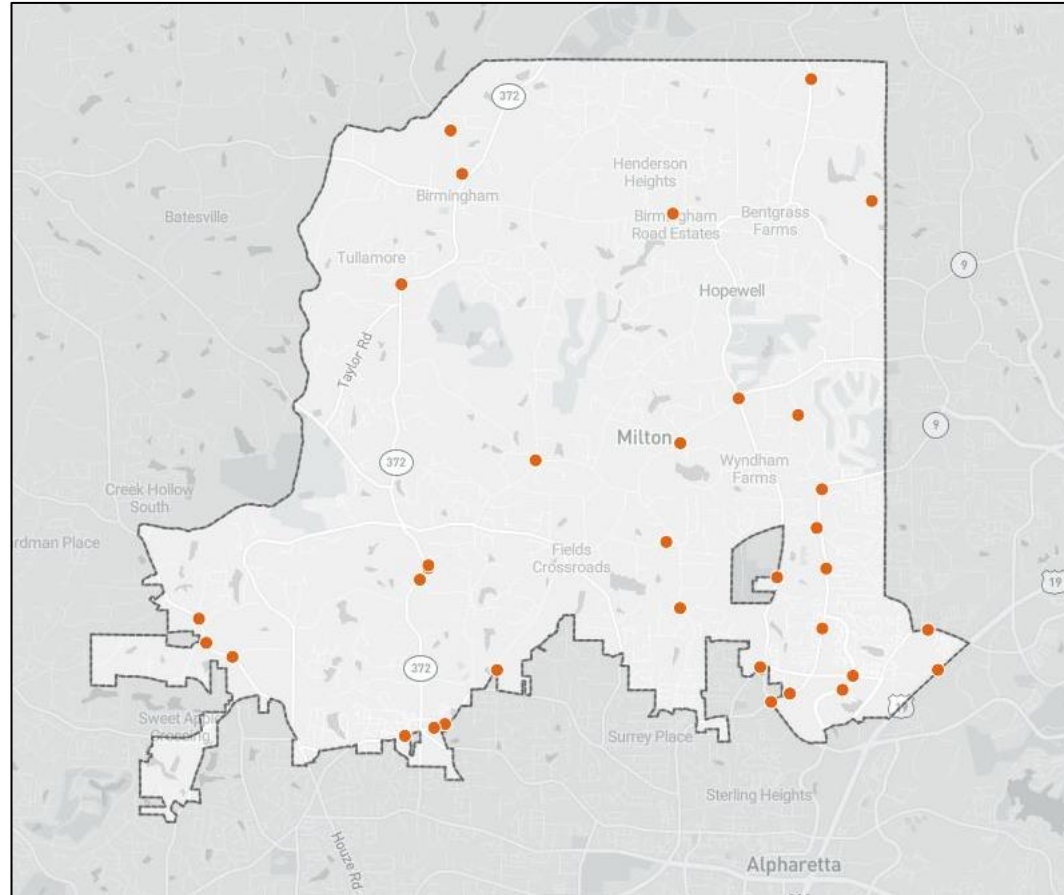 372
Henderson
Heights
Birmingham
Batesville
Bentgrass
Farms
Birmingham
Road Estates
Tullamore
9
Hopewell
Taylor Rd
9
Milton
372
Wyndham
Farms
Creek Hollow
South
rdman Place
Fields
Crossroads
19
372
19
Sweet Apple
Crossing
Surrey Place
Sterling Heights
Houze Rd
Alpharetta